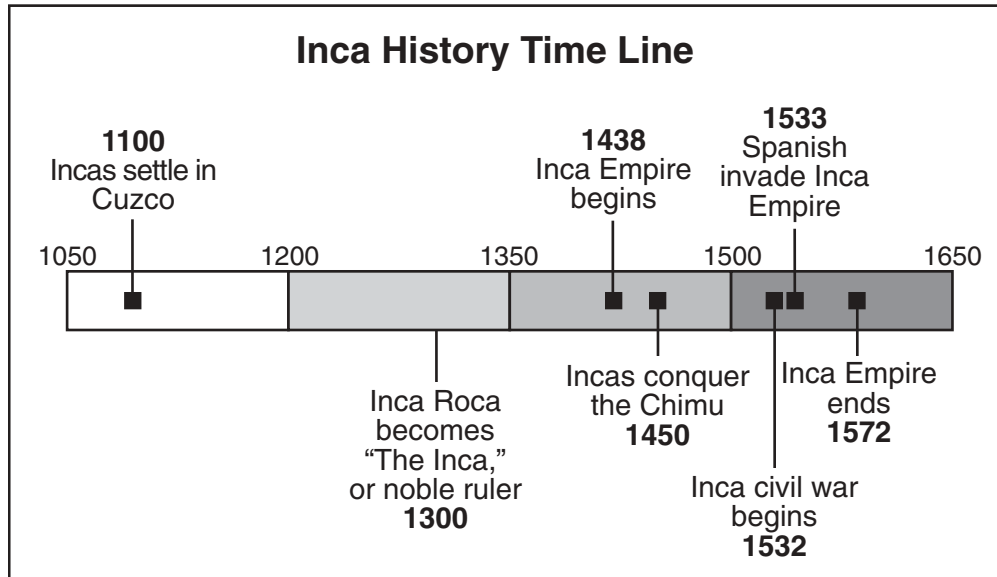 Inca History Time Line
1100
Incas settle in
Cuzco
1438
Inca Empire
begins
1533
Spanish
invade Inca
Empire
1050
1200
1350
1500
1650
Inca Roca
becomes
“The Inca,”
or noble ruler
1300
Incas conquer
the Chimu
1450
Inca civil war
begins
1532
Inca Empire
ends
1572